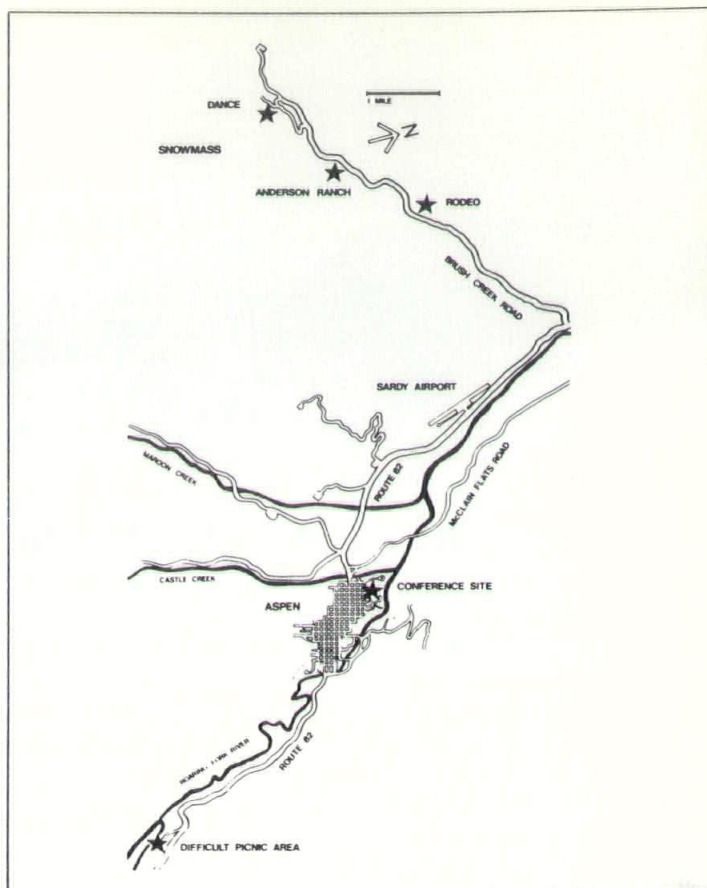 DANCE
1 MILE
N
SNOWMASS
ANDERSON RANCH
RODEO
BRUSH CREEK ROAD
SARDY AIRPORT
MAROON CREEK
ROUTE 82
McCLAIN FLATS ROAD
CASTLE CREEK
CONFERENCE SITE
ASPEN
ROARING FORK RIVER
ROUTE 82
DIFFICULT PICNIC AREA